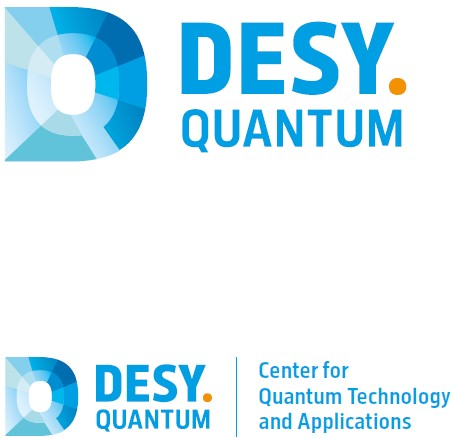 DESY.
QUANTUM
DESY.
QUANTUM
Center for
Quantum Technology
and Applications